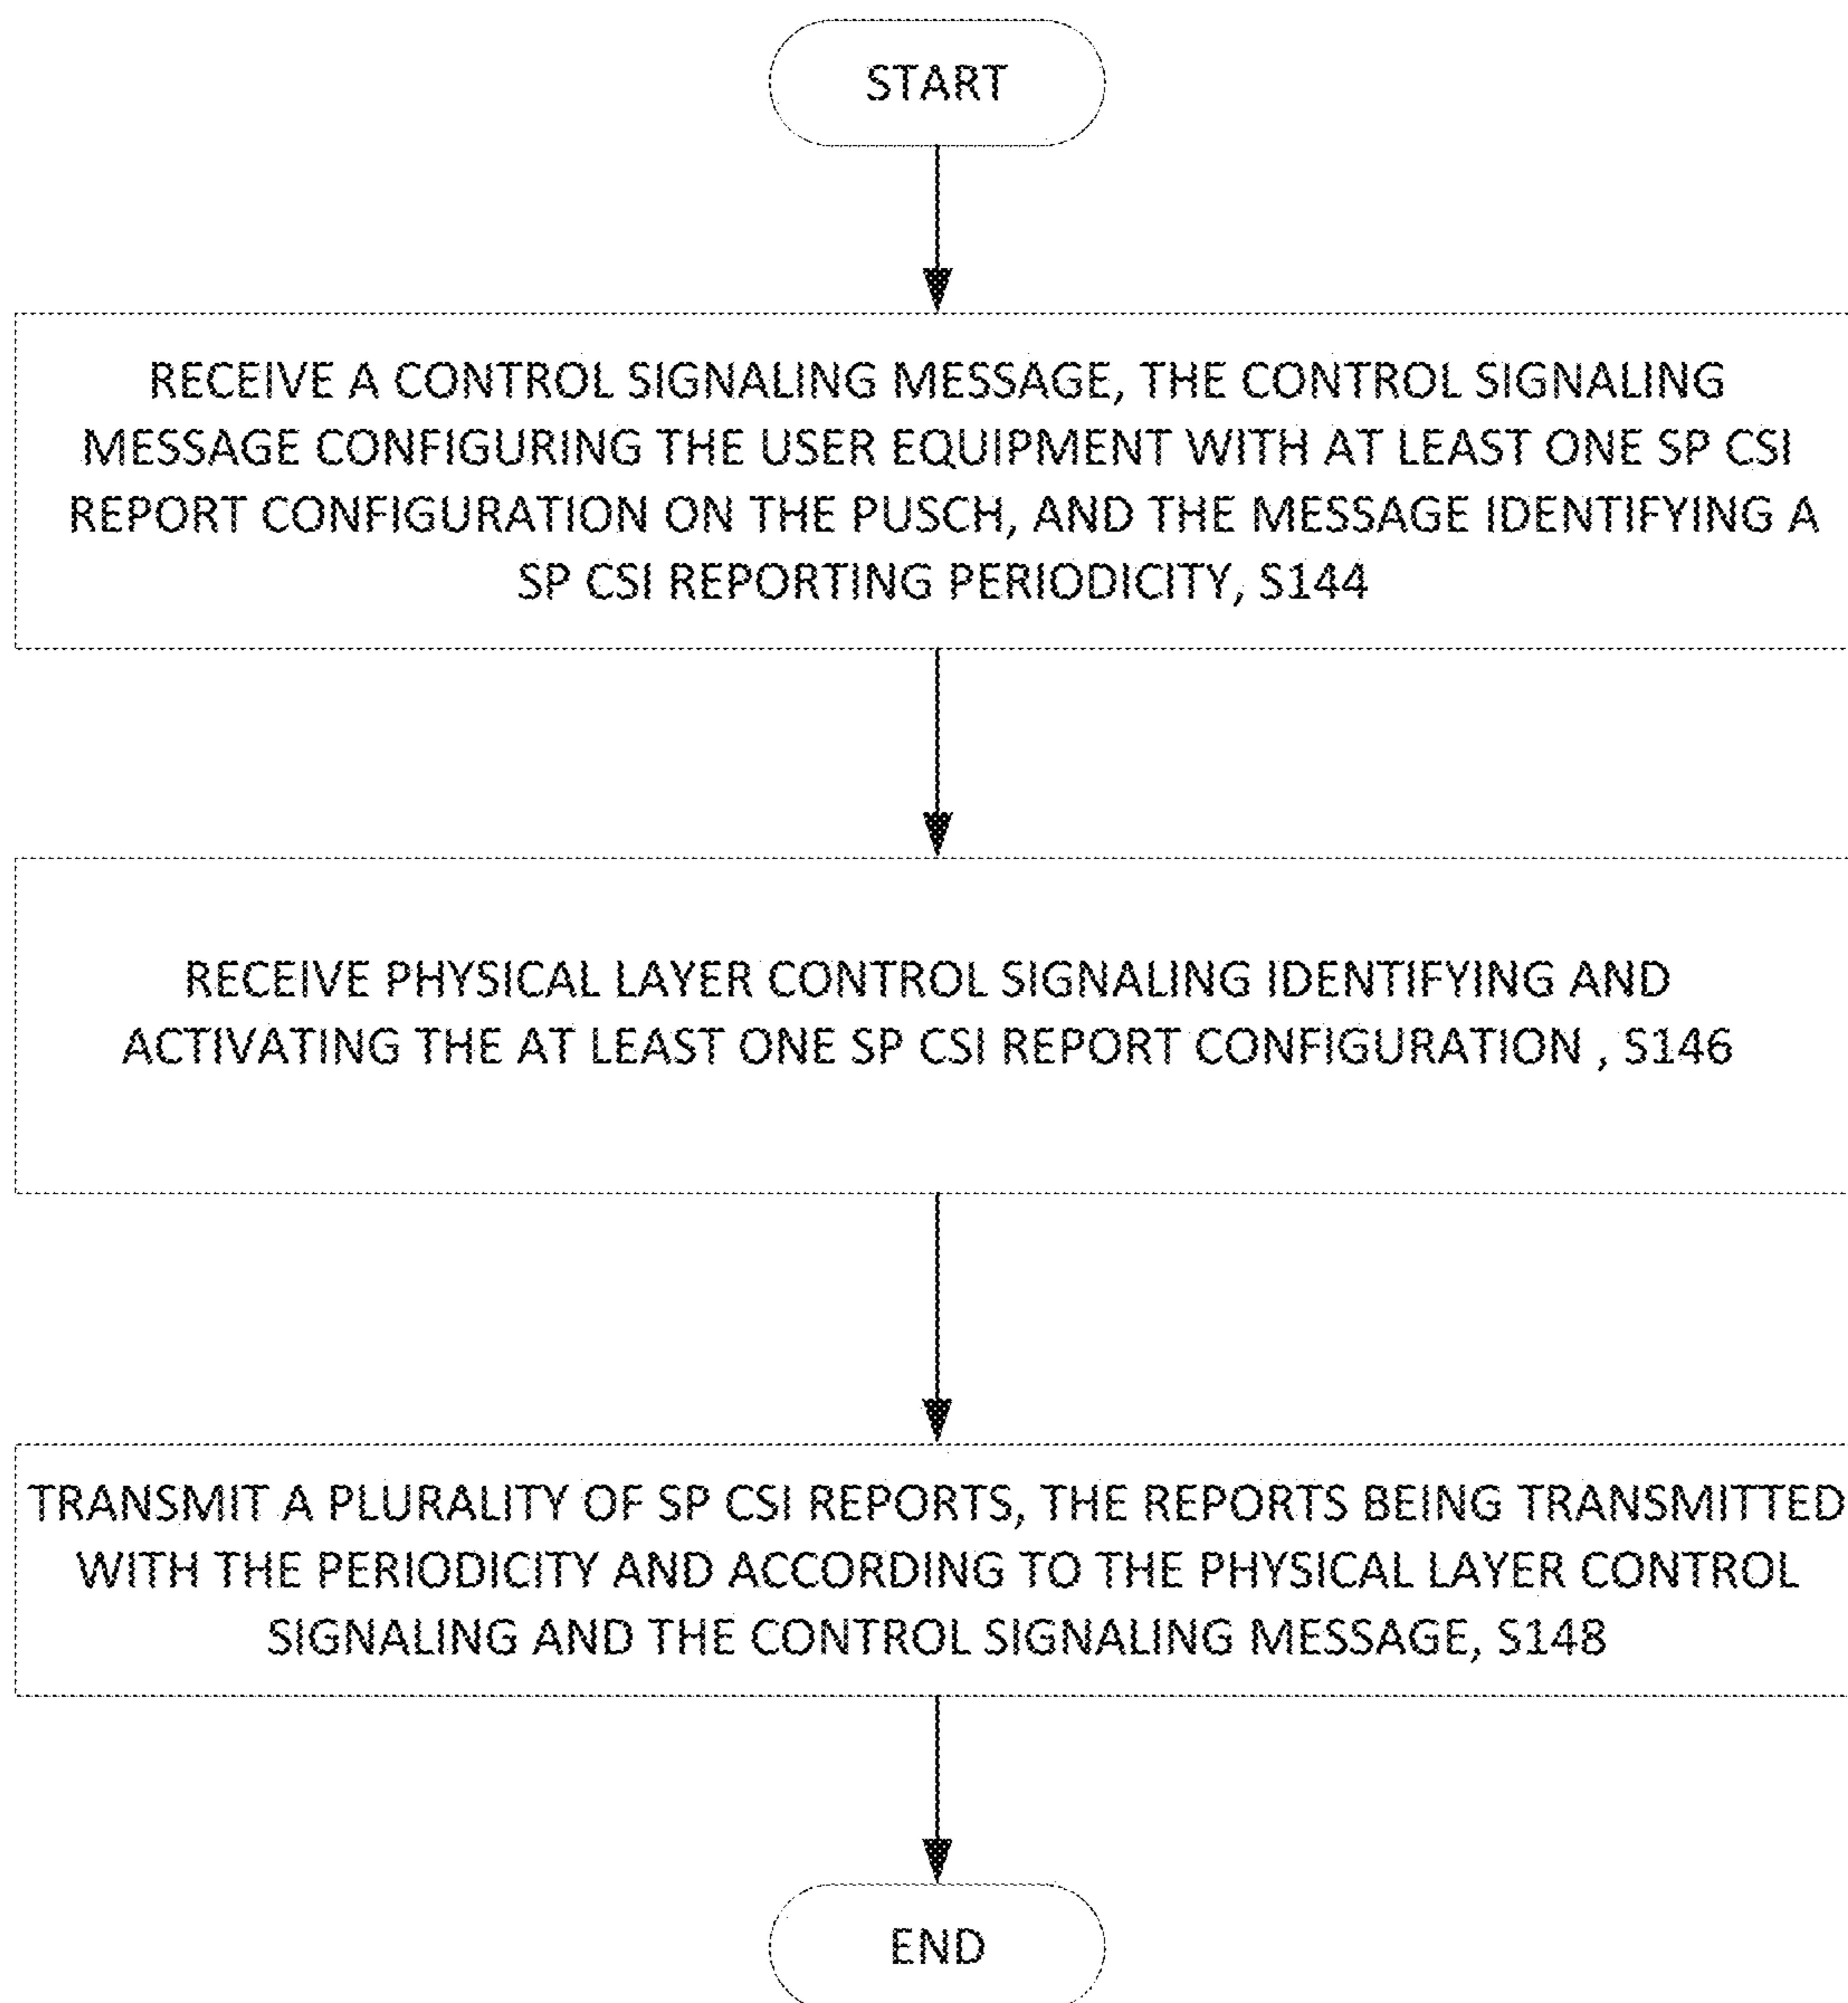 START
RECEIVE A CONTROL SIGNALING MESSAGE, THE CONTROL SIGNALING
MESSAGE CONFIGURING THE USER EQUIPMENT WITH AT LEAST ONE SP CSI
REPORT CONFIGURATION ON THE PUSCH, AND THE MESSAGE IDENTIFYING A
SP CSI REPORTING PERIODICITY, S144
RECEIVE PHYSICAL LAYER CONTROL SIGNALING IDENTIFYING AND
ACTIVATING THE AT LEAST ONE SP CSI REPORT CONFIGURATION , S146
TRANSMIT A PLURALITY OF SP CSI REPORTS, THE REPORTS BEING TRANSMITTED
WITH THE PERIODICITY AND ACCORDING TO THE PHYSICAL LAYER CONTROL
SIGNALING AND THE CONTROL SIGNALING MESSAGE, S148
END